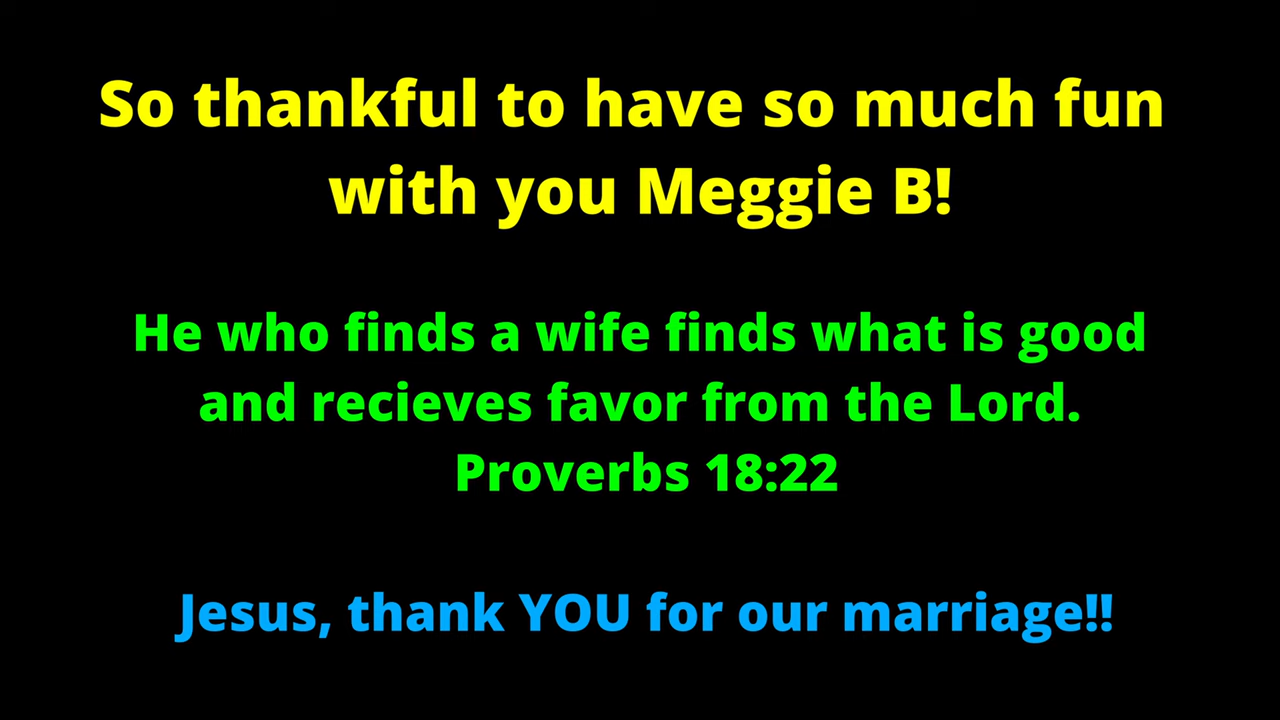 So thankful to have so much fun
with you Meggie B!
He who finds a wife finds what is good
and recieves favor from the Lord.
Proverbs 18:22
Jesus, thank YOU for our marriage!!